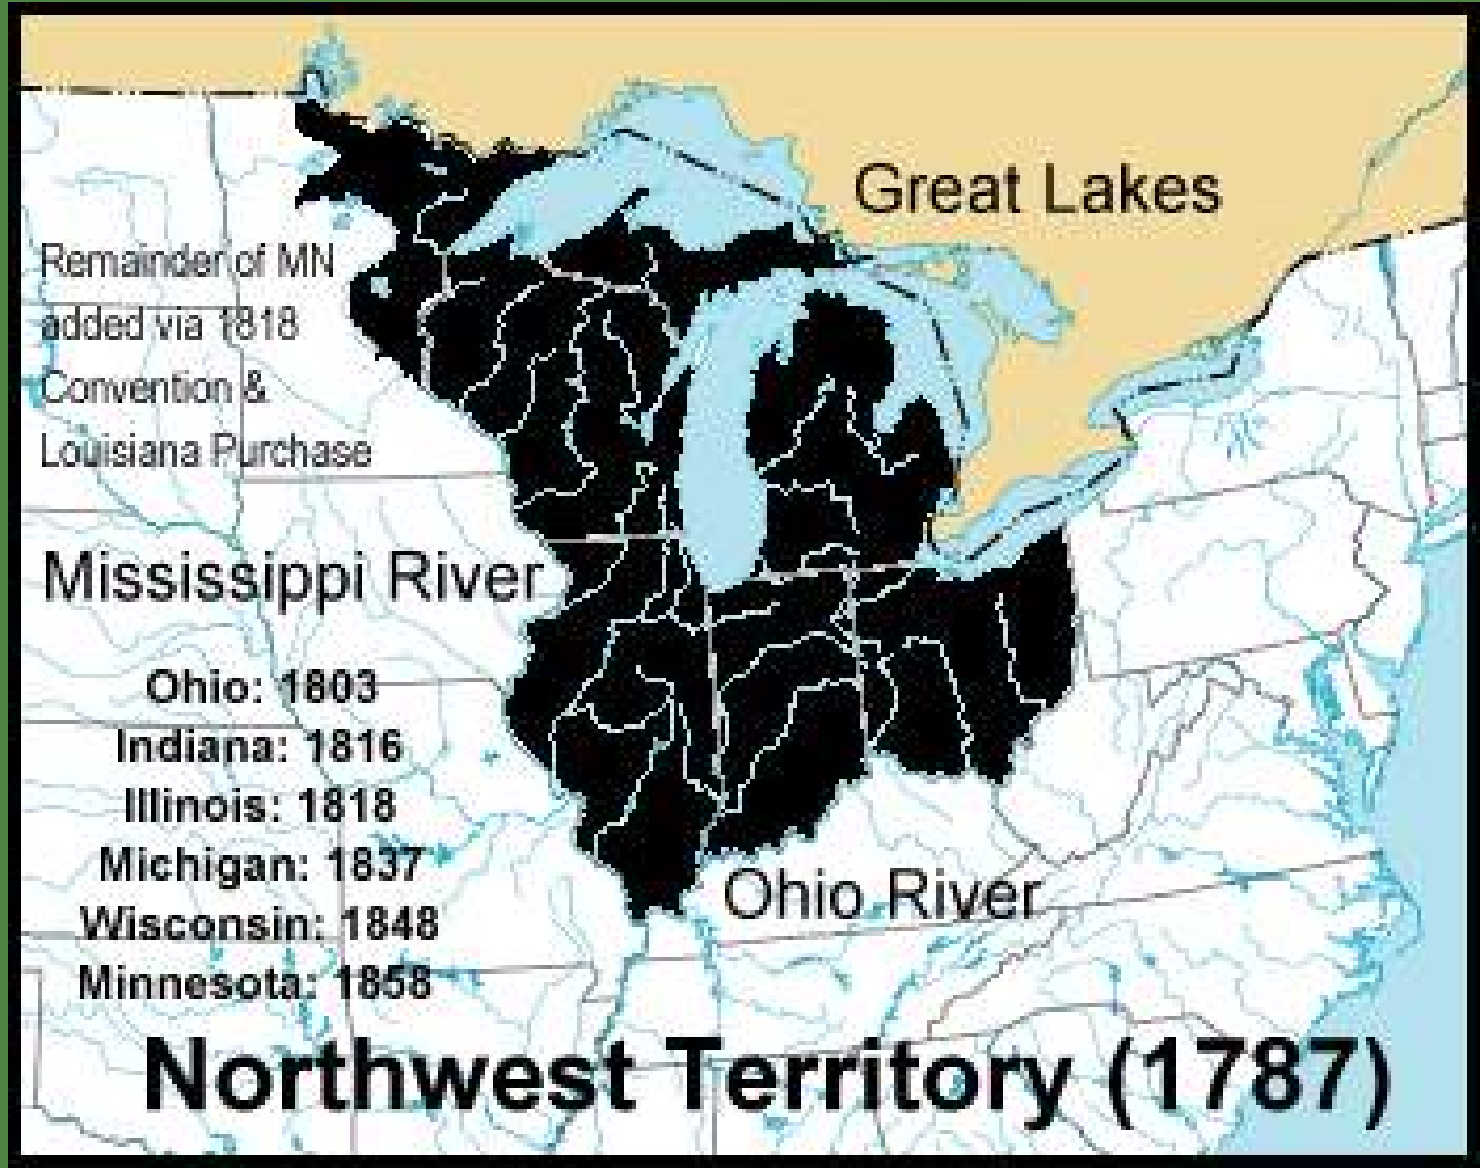 Great Lakes
Remainder of MN
added via 1818
Convention &
Louisiana Purchase
Mississippi River
Ohio: 1803
Indiana: 1816
Illinois: 1818
Michigan: 1837
Wisconsin: 1848
Minnesota: 1858
Ohio River
Northwest Territory (1787)